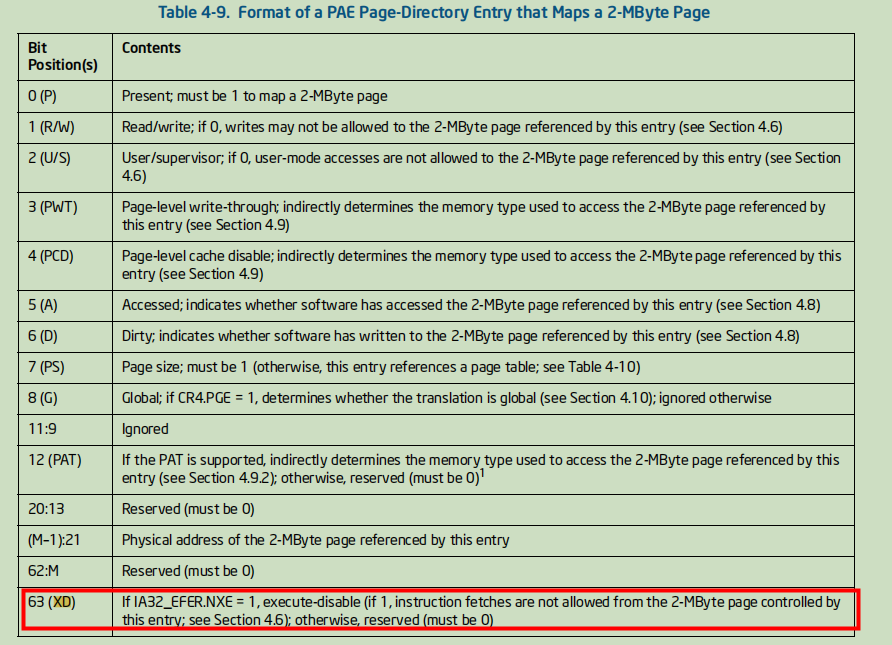 Table 4-9. Format of a PAE Page-Directory Entry that Maps a 2-MByte Page
Bit
Position(s)
Contents
0 (P)
Present; must be 1 to map a 2-MByte page
1 (R/W)
Read/write; if 0, writes may not be allowed to the 2-MByte page referenced by this entry (see Section 4.6)
2 (U/S)
User/supervisor; if 0, user-mode accesses are not allowed to the 2-MByte page referenced by this entry (see Section
4.6)
3 (PWT)
Page-level write-through; indirectly determines the memory type used to access the 2-MByte page referenced by
this entry (see Section 4.9)
4 (PCD)
Page-level cache disable; indirectly determines the memory type used to access the 2-MByte page referenced by this
entry (see Section 4.9)
5 (A)
Accessed; indicates whether software has accessed the 2-MByte page referenced by this entry (see Section 4.8)
6 (D)
Dirty; indicates whether software has written to the 2-MByte page referenced by this entry (see Section 4.8)
7 (PS)
Page size; must be 1 (otherwise, this entry references a page table; see Table 4-10)
8 (G)
Global; if CR4.PGE = 1, determines whether the translation is global (see Section 4.10); ignored otherwise
11:9
Ignored
12 (PAT)
If the PAT is supported, indirectly determines the memory type used to access the 2-MByte page referenced by this
entry (see Section 4.9.2); otherwise, reserved (must be 0)1
20:13
Reserved (must be 0)
(M–1):21
Physical address of the 2-MByte page referenced by this entry
62:M
Reserved (must be 0)
63 (XD)
If IA32_EFER.NXE = 1, execute-disable (if 1, instruction fetches are not allowed from the 2-MByte page controlled by
this entry; see Section 4.6); otherwise, reserved (must be 0)